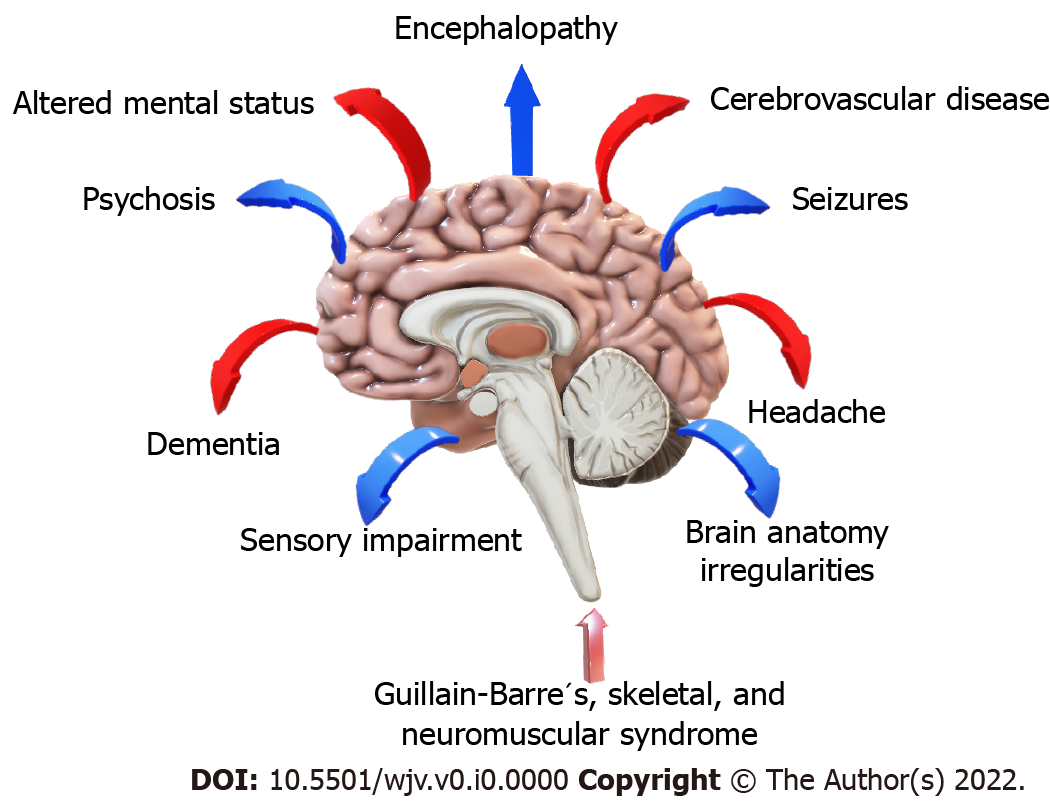 Encephalopathy
Altered mental status
Cerebrovascular disease
Psychosis
Seizures
Dementia
Headache
Sensory impairment
Brain anatomy
irregularities
Guillain-Barre´s, skeletal, and
neuromuscular syndrome
DOI: 10.5501/wjv.v0.i0.0000 Copyright © The Author(s) 2022.